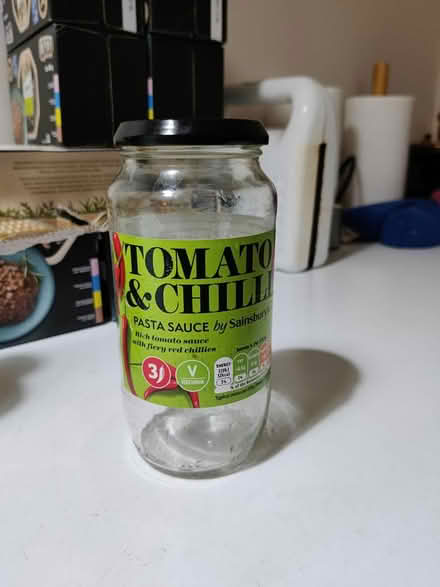 TOMATO
& CHILLI
PASTA SAUCE by Sainsbury's
Rich tomato sauce
with fiery red chillies
3
V